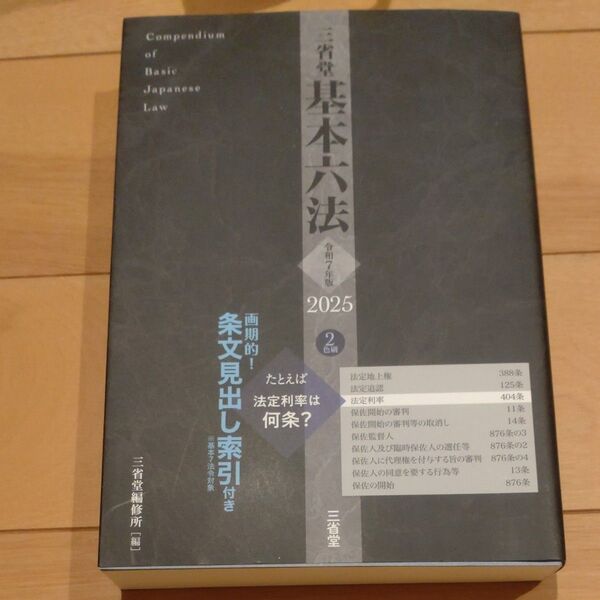 Compendium
of
Basic
Japanese
Law
三省堂
基本六法
令和7年版
2025
2
色刷
画期的!
条文見出し索引付き
※基本7法令対象
たとえば
法定利率は
何条?
法定地上権 388条
法定追認 125条
法定利率 404条
保佐開始の審判 11条
保佐開始の審判等の取消し 14条
保佐監督人 876条の3
保佐人及び臨時保佐人の選任等 876条の2
保佐人に代理権を付与する旨の審判 876条の4
保佐人の同意を要する行為等 13条
保佐の開始 876条
三省堂編修所[編]
三省堂